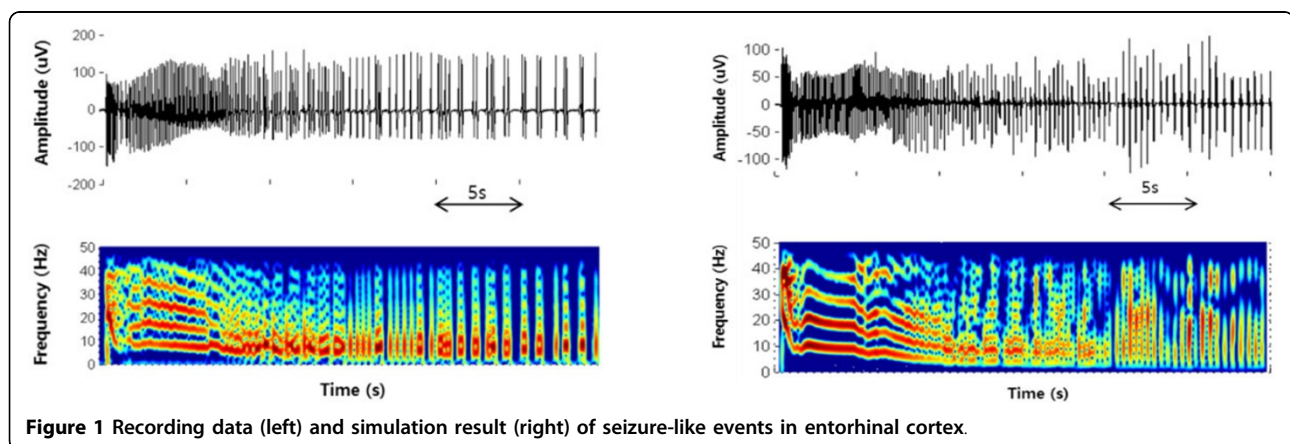 200
100
0
-100
-200
Amplitude (uV)
5s
50
40
30
20
10
0
Frequency (Hz)
Time (s)
100
50
0
-50
-100
Amplitude (uV)
5s
50
40
30
20
10
0
Frequency (Hz)
Time (s)
Figure 1 Recording data (left) and simulation result (right) of seizure-like events in entorhinal cortex.